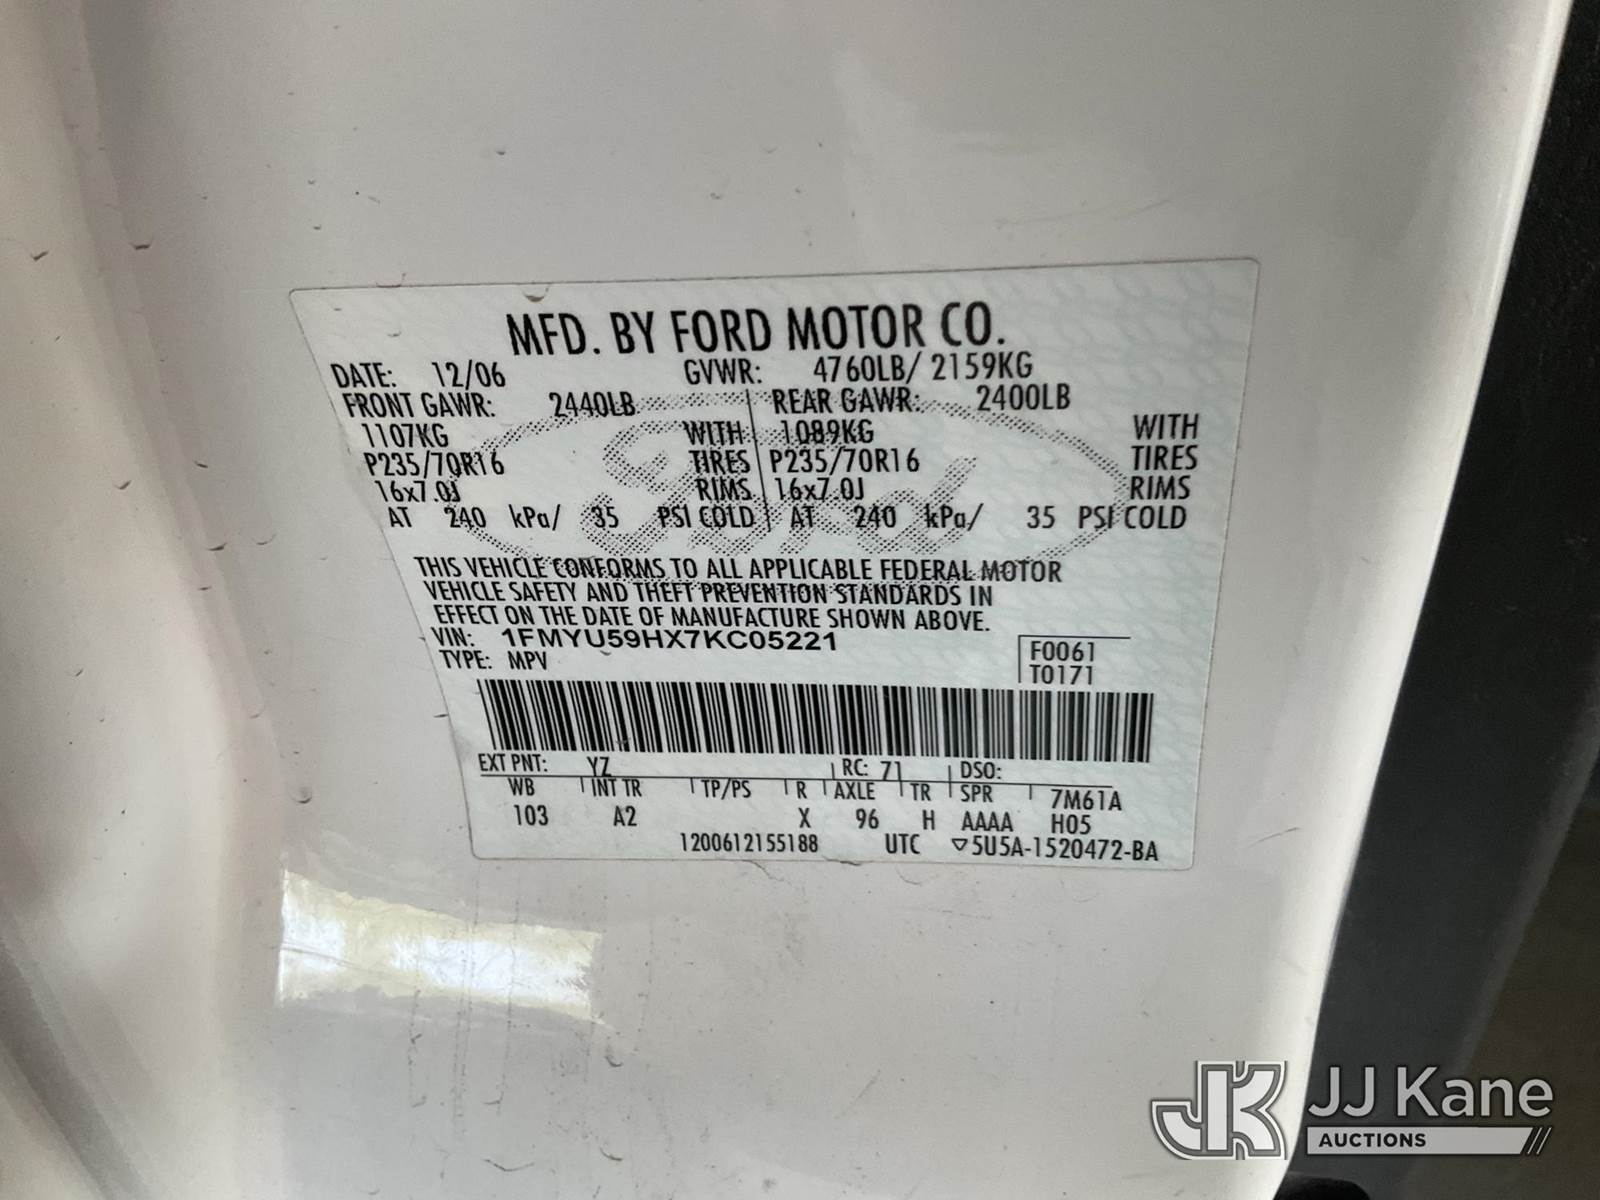 MFD. BY FORD MOTOR CO.
DATE: 12/06 GVWR: 4760LB/ 2159KG
FRONT GAWR: 2440LB REAR GAWR: 2400LB
1107KG WITH 1089KG WITH
P235/70R16 TIRES P235/70R16 TIRES
16x7.0J RIMS 16x7.0J RIMS
AT 240 kPa/ 35 PSI COLD AT 240 kPa/ 35 PSI COLD
Ford
THIS VEHICLE CONFORMS TO ALL APPLICABLE FEDERAL MOTOR
VEHICLE SAFETY AND THEFT PREVENTION STANDARDS IN
EFFECT ON THE DATE OF MANUFACTURE SHOWN ABOVE.
VIN: 1FMYU59HX7KC05221
TYPE: MPV
F0061
T0171
EXT PNT: YZ RC: 71 DSO:
WB INT TR TP/PS R AXLE TR SPR 7M61A
103 A2 X 96 H AAAA H05
1200612155188 UTC ▽5U5A-1520472-BA
JK JJ Kane
AUCTIONS